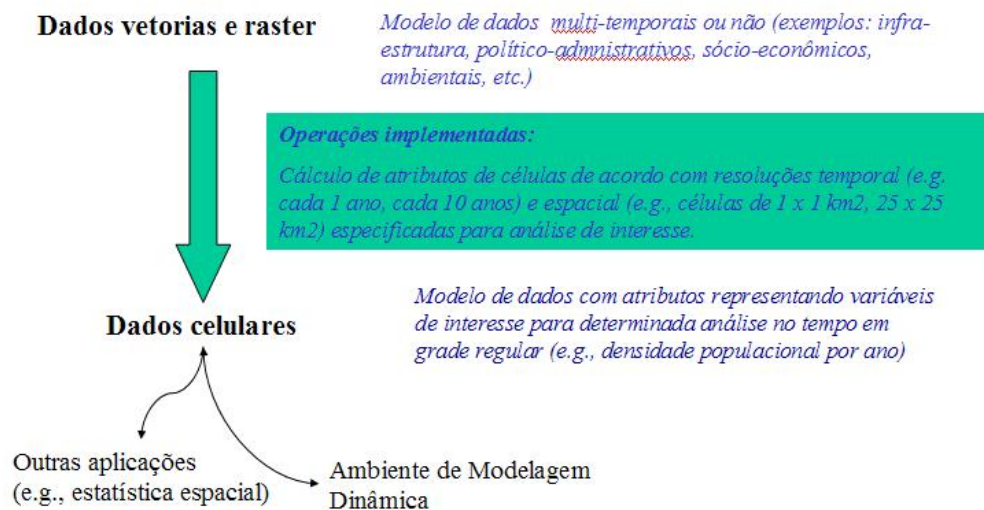 Dados vetorias e raster
Modelo de dados multi-temporais ou não (exemplos: infra-
estrutura, político-admnistrativos, sócio-econômicos,
ambientais, etc.)
Operações implementadas:
Cálculo de atributos de células de acordo com resoluções temporal (e.g.
cada 1 ano, cada 10 anos) e espacial (e.g., células de 1 x 1 km2, 25 x 25
km2) especificadas para análise de interesse.
Modelo de dados com atributos representando variáveis
de interesse para determinada análise no tempo em
grade regular (e.g., densidade populacional por ano)
Dados celulares
Outras aplicações
(e.g., estatística espacial)
Ambiente de Modelagem
Dinâmica